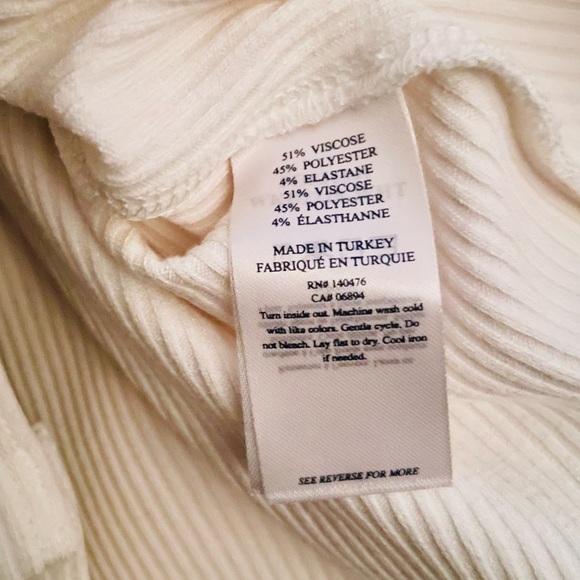 51% VISCOSE
45% POLYESTER
4% ELASTANE
51% VISCOSE
45% POLYESTER
4% ÉLASTHANNE
MADE IN TURKEY
FABRIQUÉ EN TURQUIE
RN# 140476
CA# 06894
Turn inside out. Machine wash cold
with like colors. Gentle cycle. Do
not bleach. Lay flat to dry. Cool iron
if needed.
SEE REVERSE FOR MORE